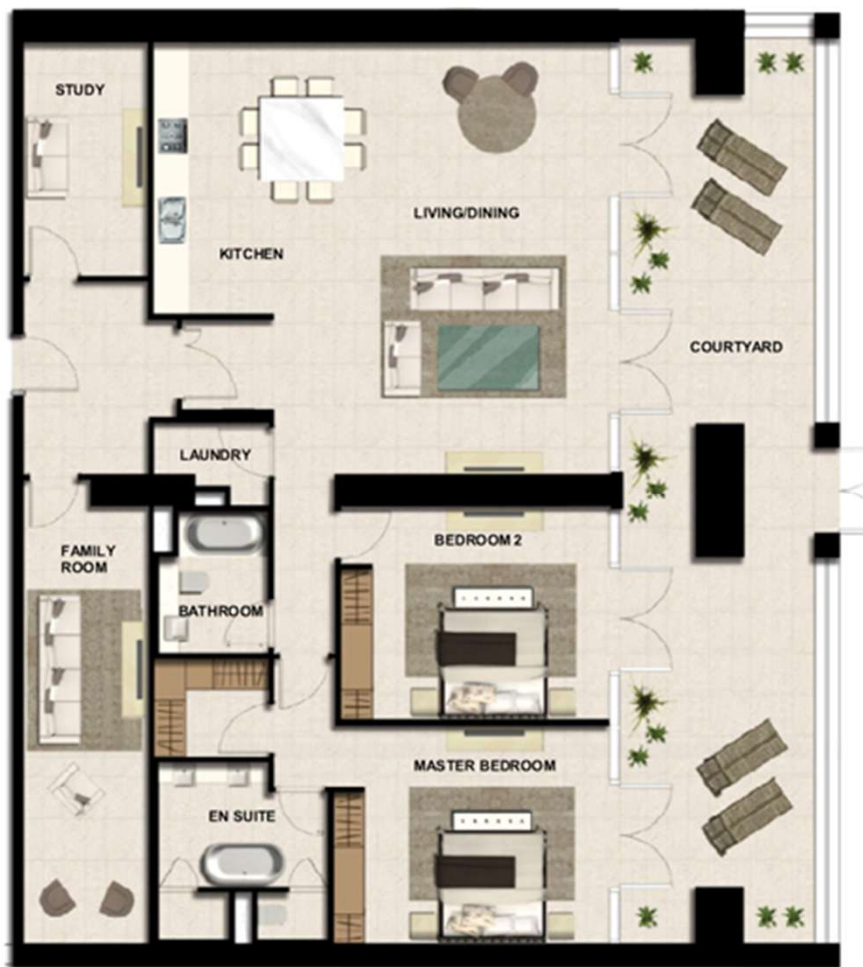 STUDY
LIVING/DINING
KITCHEN
COURTYARD
LAUNDRY
BEDROOM 2
FAMILY
ROOM
BATHROOM
MASTER BEDROOM
EN SUITE